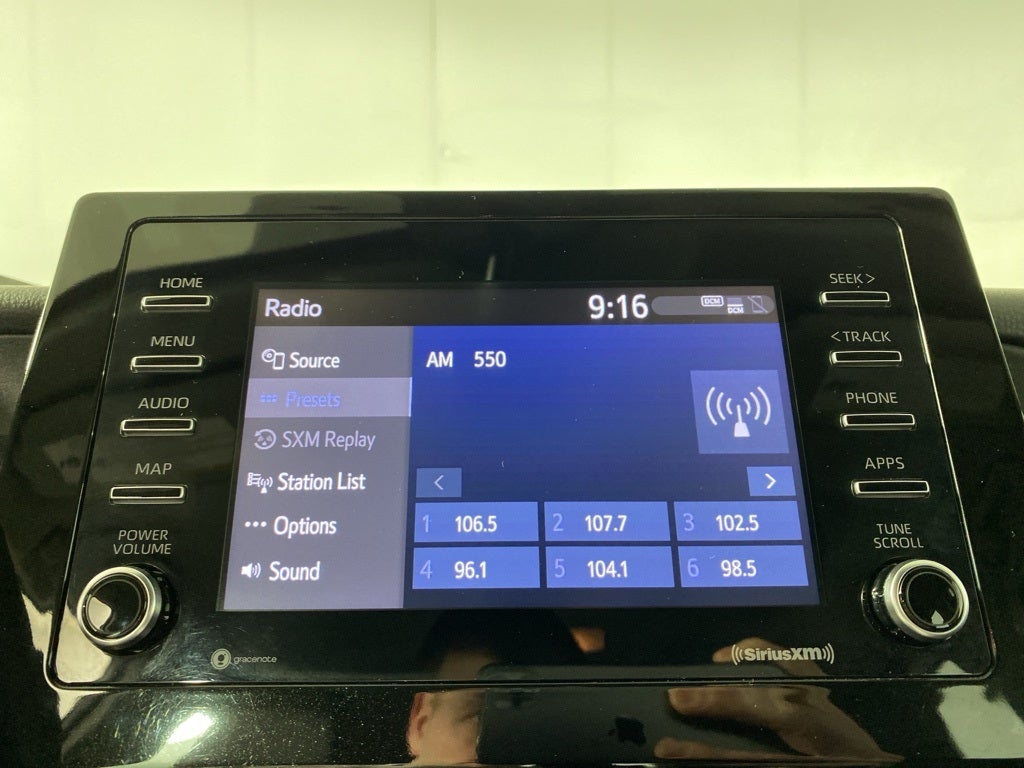 HOME
MENU
AUDIO
MAP
POWER
VOLUME
Radio
9:16
DCM
DCM
Source
Presets
SXM Replay
Station List
Options
Sound
AM 550
<
>
1 106.5
2 107.7
3 102.5
4 96.1
5 104.1
6 98.5
SEEK >
< TRACK
PHONE
APPS
TUNE
SCROLL
gracenote
SiriusXM